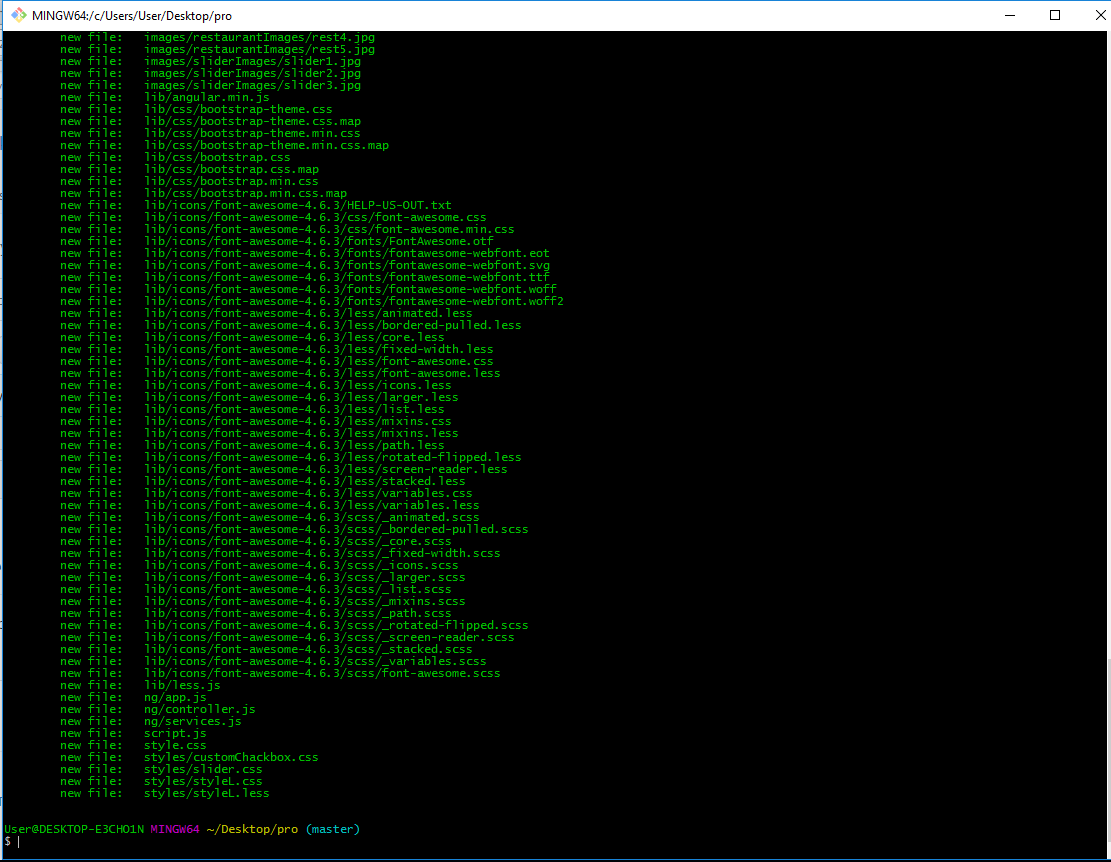 MINGW64:/c/Users/User/Desktop/pro
new file: images/restaurantImages/rest4.jpg
new file: images/restaurantImages/rest5.jpg
new file: images/sliderImages/slider1.jpg
new file: images/sliderImages/slider2.jpg
new file: images/sliderImages/slider3.jpg
new file: lib/angular.min.js
new file: lib/css/bootstrap-theme.css
new file: lib/css/bootstrap-theme.css.map
new file: lib/css/bootstrap-theme.min.css
new file: lib/css/bootstrap-theme.min.css.map
new file: lib/css/bootstrap.css
new file: lib/css/bootstrap.css.map
new file: lib/css/bootstrap.min.css
new file: lib/css/bootstrap.min.css.map
new file: lib/icons/font-awesome-4.6.3/HELP-US-OUT.txt
new file: lib/icons/font-awesome-4.6.3/css/font-awesome.css
new file: lib/icons/font-awesome-4.6.3/css/font-awesome.min.css
new file: lib/icons/font-awesome-4.6.3/fonts/FontAwesome.otf
new file: lib/icons/font-awesome-4.6.3/fonts/fontawesome-webfont.eot
new file: lib/icons/font-awesome-4.6.3/fonts/fontawesome-webfont.svg
new file: lib/icons/font-awesome-4.6.3/fonts/fontawesome-webfont.ttf
new file: lib/icons/font-awesome-4.6.3/fonts/fontawesome-webfont.woff
new file: lib/icons/font-awesome-4.6.3/fonts/fontawesome-webfont.woff2
new file: lib/icons/font-awesome-4.6.3/less/animated.less
new file: lib/icons/font-awesome-4.6.3/less/bordered-pulled.less
new file: lib/icons/font-awesome-4.6.3/less/core.less
new file: lib/icons/font-awesome-4.6.3/less/fixed-width.less
new file: lib/icons/font-awesome-4.6.3/less/font-awesome.css
new file: lib/icons/font-awesome-4.6.3/less/font-awesome.less
new file: lib/icons/font-awesome-4.6.3/less/icons.less
new file: lib/icons/font-awesome-4.6.3/less/larger.less
new file: lib/icons/font-awesome-4.6.3/less/list.less
new file: lib/icons/font-awesome-4.6.3/less/mixins.css
new file: lib/icons/font-awesome-4.6.3/less/mixins.less
new file: lib/icons/font-awesome-4.6.3/less/path.less
new file: lib/icons/font-awesome-4.6.3/less/rotated-flipped.less
new file: lib/icons/font-awesome-4.6.3/less/screen-reader.less
new file: lib/icons/font-awesome-4.6.3/less/stacked.less
new file: lib/icons/font-awesome-4.6.3/less/variables.css
new file: lib/icons/font-awesome-4.6.3/less/variables.less
new file: lib/icons/font-awesome-4.6.3/scss/_animated.scss
new file: lib/icons/font-awesome-4.6.3/scss/_bordered-pulled.scss
new file: lib/icons/font-awesome-4.6.3/scss/_core.scss
new file: lib/icons/font-awesome-4.6.3/scss/_fixed-width.scss
new file: lib/icons/font-awesome-4.6.3/scss/_icons.scss
new file: lib/icons/font-awesome-4.6.3/scss/_larger.scss
new file: lib/icons/font-awesome-4.6.3/scss/_list.scss
new file: lib/icons/font-awesome-4.6.3/scss/_mixins.scss
new file: lib/icons/font-awesome-4.6.3/scss/_path.scss
new file: lib/icons/font-awesome-4.6.3/scss/_rotated-flipped.scss
new file: lib/icons/font-awesome-4.6.3/scss/_screen-reader.scss
new file: lib/icons/font-awesome-4.6.3/scss/_stacked.scss
new file: lib/icons/font-awesome-4.6.3/scss/_variables.scss
new file: lib/icons/font-awesome-4.6.3/scss/font-awesome.scss
new file: lib/less.js
new file: ng/app.js
new file: ng/controller.js
new file: ng/services.js
new file: script.js
new file: style.css
new file: styles/customChackbox.css
new file: styles/slider.css
new file: styles/styleL.css
new file: styles/styleL.less
User@DESKTOP-E3CHO1N MINGW64 ~/Desktop/pro (master)
$